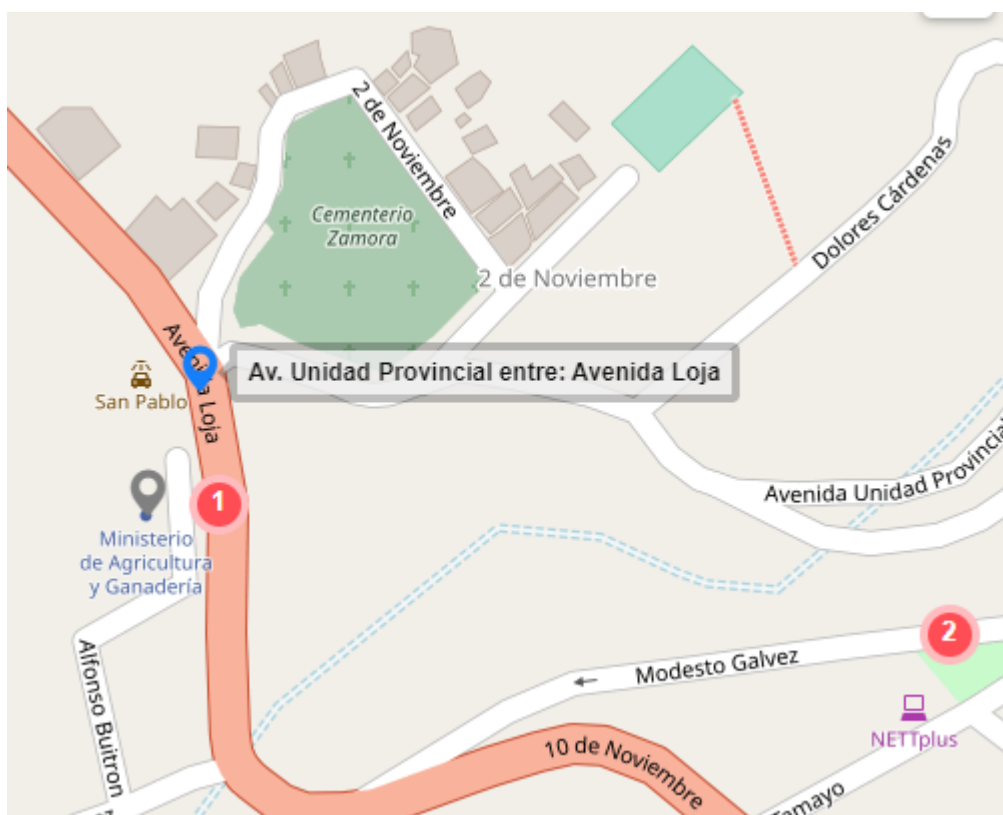 2 de Noviembre
Cementerio
Zamora
Dolores Cárdenas
2 de Noviembre
Avenida Loja
Av. Unidad Provincial entre: Avenida Loja
San Pablo
Avenida Unidad Provincial
1
Ministerio
de Agricultura
y Ganadería
2
Alfonso Buitron
Modesto Galvez
NETTplus
10 de Noviembre
Tamayo